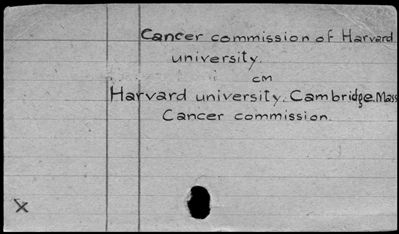 Cancer commission of Harvard
university.
cm
Harvard university. Cambridge. Mass
Cancer commission.
X